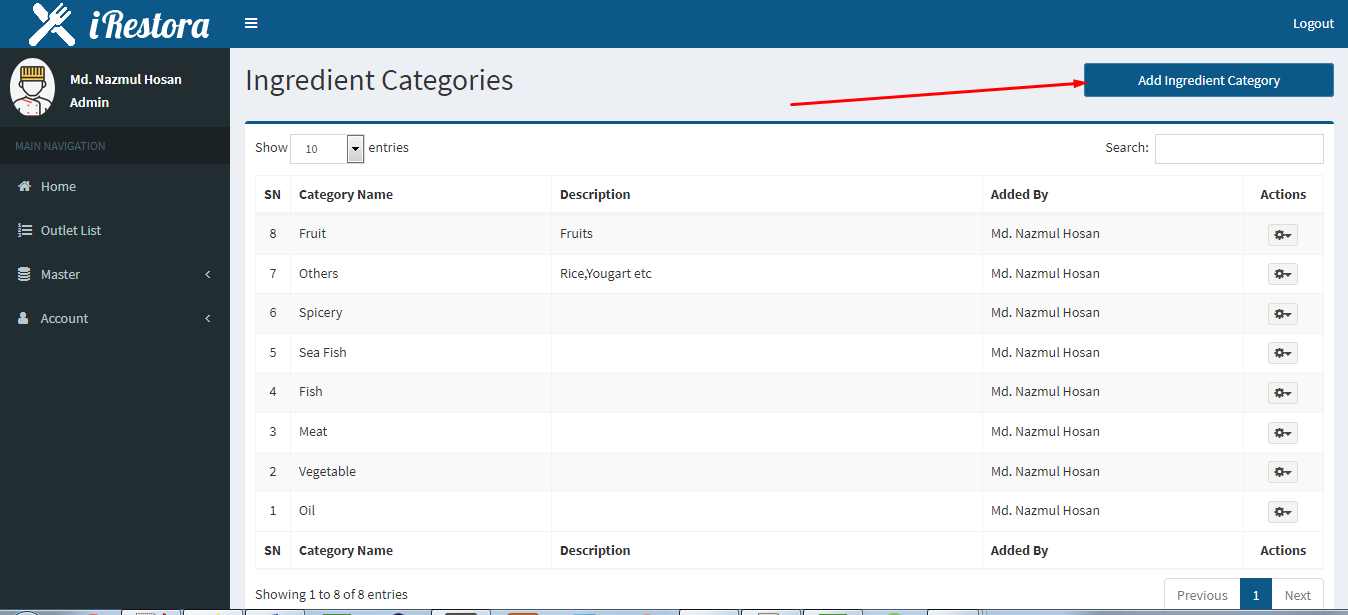 iRestora
Logout
Md. Nazmul Hosan
Admin
MAIN NAVIGATION
Home
Outlet List
Master
Account
Ingredient Categories
Add Ingredient Category
Show 10 entries
Search:
SN Category Name Description Added By Actions
8 Fruit Fruits Md. Nazmul Hosan
7 Others Rice,Yougart etc Md. Nazmul Hosan
6 Spicery Md. Nazmul Hosan
5 Sea Fish Md. Nazmul Hosan
4 Fish Md. Nazmul Hosan
3 Meat Md. Nazmul Hosan
2 Vegetable Md. Nazmul Hosan
1 Oil Md. Nazmul Hosan
SN Category Name Description Added By Actions
Showing 1 to 8 of 8 entries
Previous 1 Next